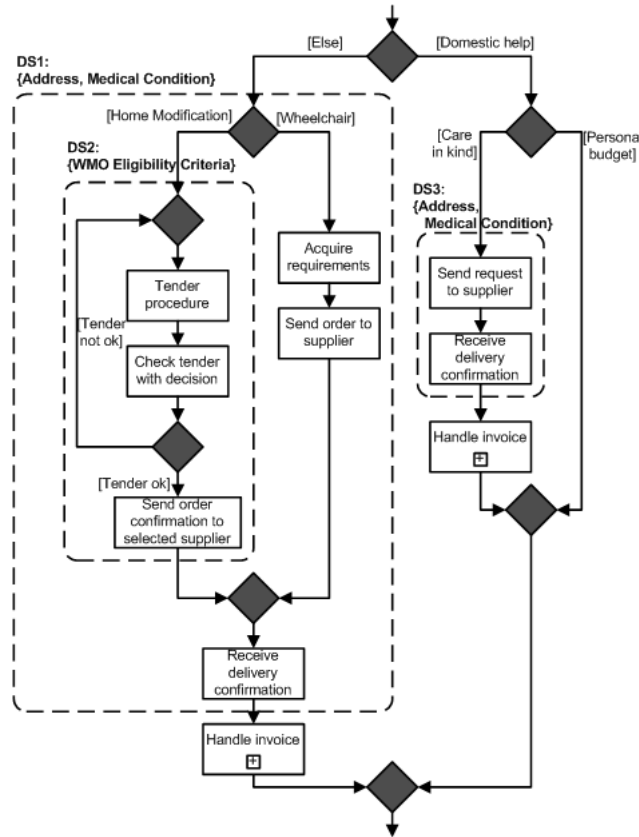 [Else]
[Domestic help]
DS1:
{Address, Medical Condition}
[Home Modification]
[Wheelchair]
DS2:
{WMO Eligibility Criteria}
[Care
in kind]
[Persona
budget]
DS3:
{Address,
Medical Condition}
Acquire
requirements
Send request
to supplier
Tender
procedure
Send order to
supplier
[Tender
not ok]
Receive
delivery
confirmation
Check tender
with decision
Handle invoice
[Tender ok]
Send order
confirmation to
selected supplier
Receive
delivery
confirmation
Handle invoice